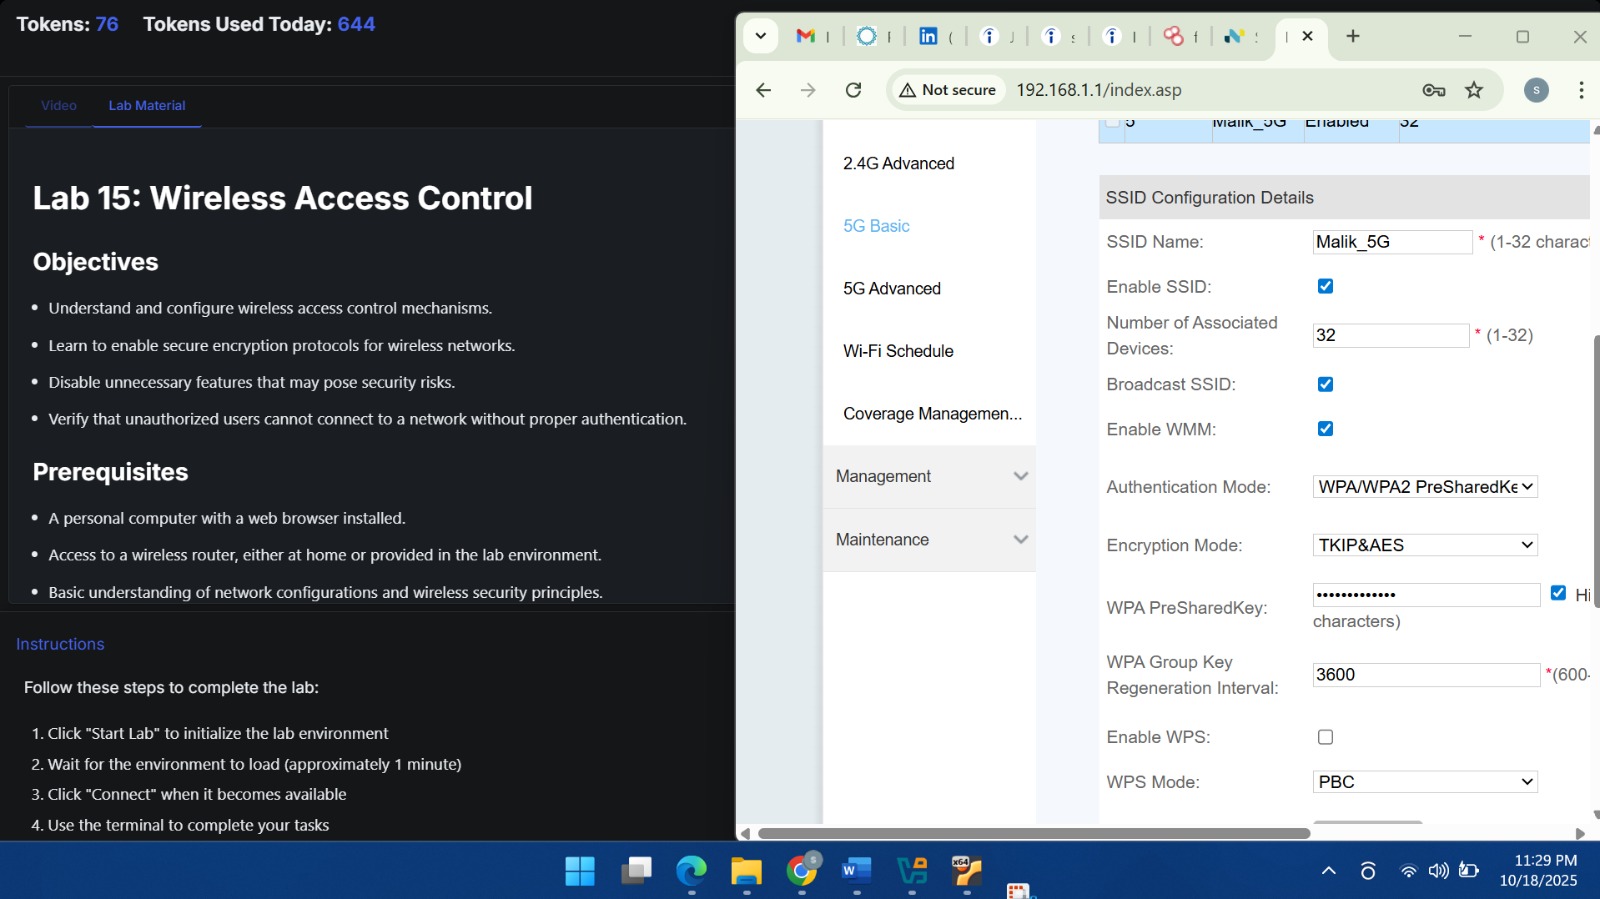 Tokens: 76 Tokens Used Today: 644
Video Lab Material
Lab 15: Wireless Access Control
Objectives
• Understand and configure wireless access control mechanisms.
• Learn to enable secure encryption protocols for wireless networks.
• Disable unnecessary features that may pose security risks.
• Verify that unauthorized users cannot connect to a network without proper authentication.
Prerequisites
• A personal computer with a web browser installed.
• Access to a wireless router, either at home or provided in the lab environment.
• Basic understanding of network configurations and wireless security principles.
Instructions
Follow these steps to complete the lab:
1. Click "Start Lab" to initialize the lab environment
2. Wait for the environment to load (approximately 1 minute)
3. Click "Connect" when it becomes available
4. Use the terminal to complete your tasks
Not secure 192.168.1.1/index.asp
S
2.4G Advanced
5G Basic
5G Advanced
Wi-Fi Schedule
Coverage Managemen...
Management
Maintenance
5 Malik_5G Enabled 32
SSID Configuration Details
SSID Name: Malik_5G * (1-32 charact
Enable SSID:
Number of Associated
Devices: 32 * (1-32)
Broadcast SSID:
Enable WMM:
Authentication Mode: WPA/WPA2 PreSharedKe
Encryption Mode: TKIP&AES
WPA PreSharedKey: ••••••••••••• Hi
characters)
WPA Group Key
Regeneration Interval: 3600 *(600-
Enable WPS:
WPS Mode: PBC
11:29 PM
10/18/2025